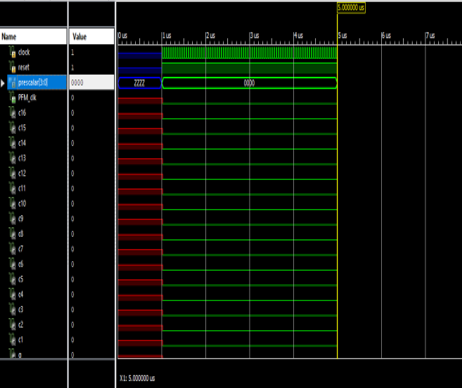 5.000000 us
Name Value
0 us 1 us 2 us 3 us 4 us 5 us 6 us 7 us
clock 1
reset 1
prescalar[3:0] 0000 ZZZZ 0000
PFM_clk 0
c16 0
c15 0
c14 0
c13 0
c12 0
c11 0
c10 0
c9 0
c8 0
c7 0
c6 0
c5 0
c4 0
c3 0
c2 0
c1 0
0
X1: 5.000000 us